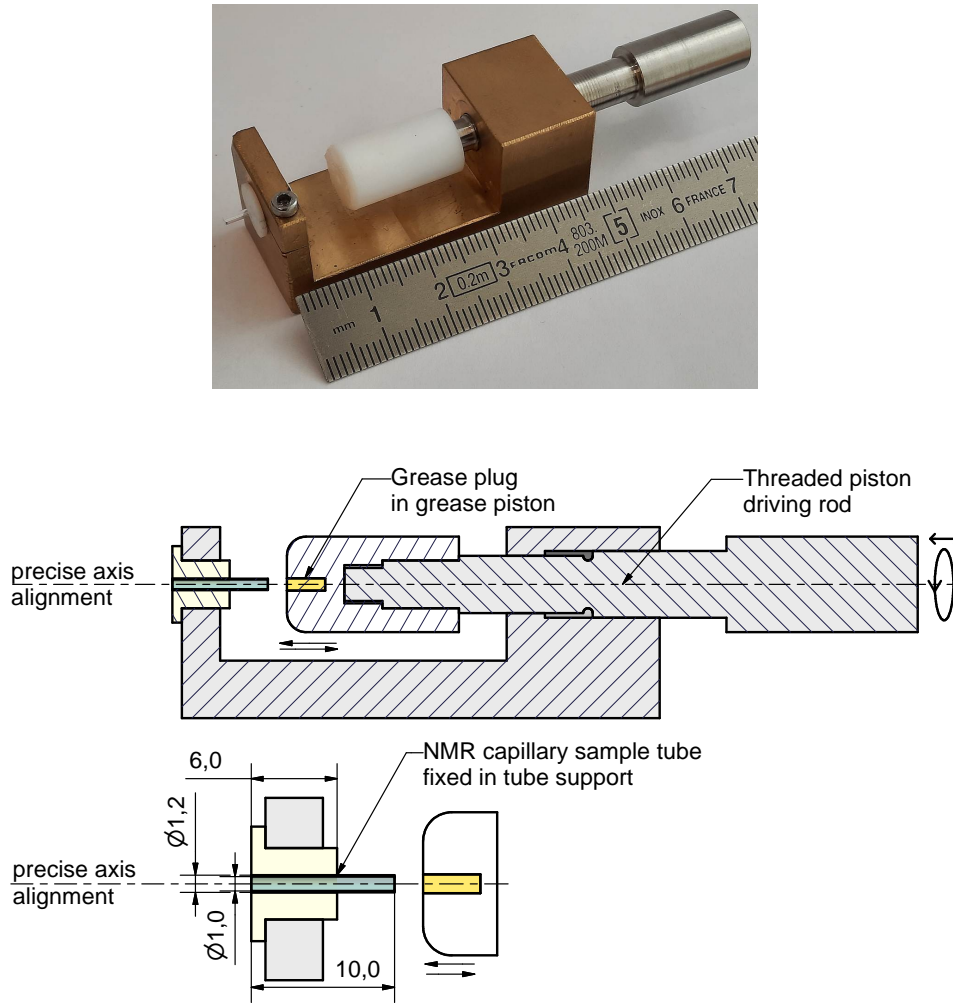 mm 1 2 0.2m 3 FACOM 4 803. 200M 5 INOX 6 FRANCE 7
Grease plug
in grease piston
Threaded piston
driving rod
precise axis
alignment
NMR capillary sample tube
fixed in tube support
6,0
Ø1,2
precise axis
alignment
Ø1,0
10,0